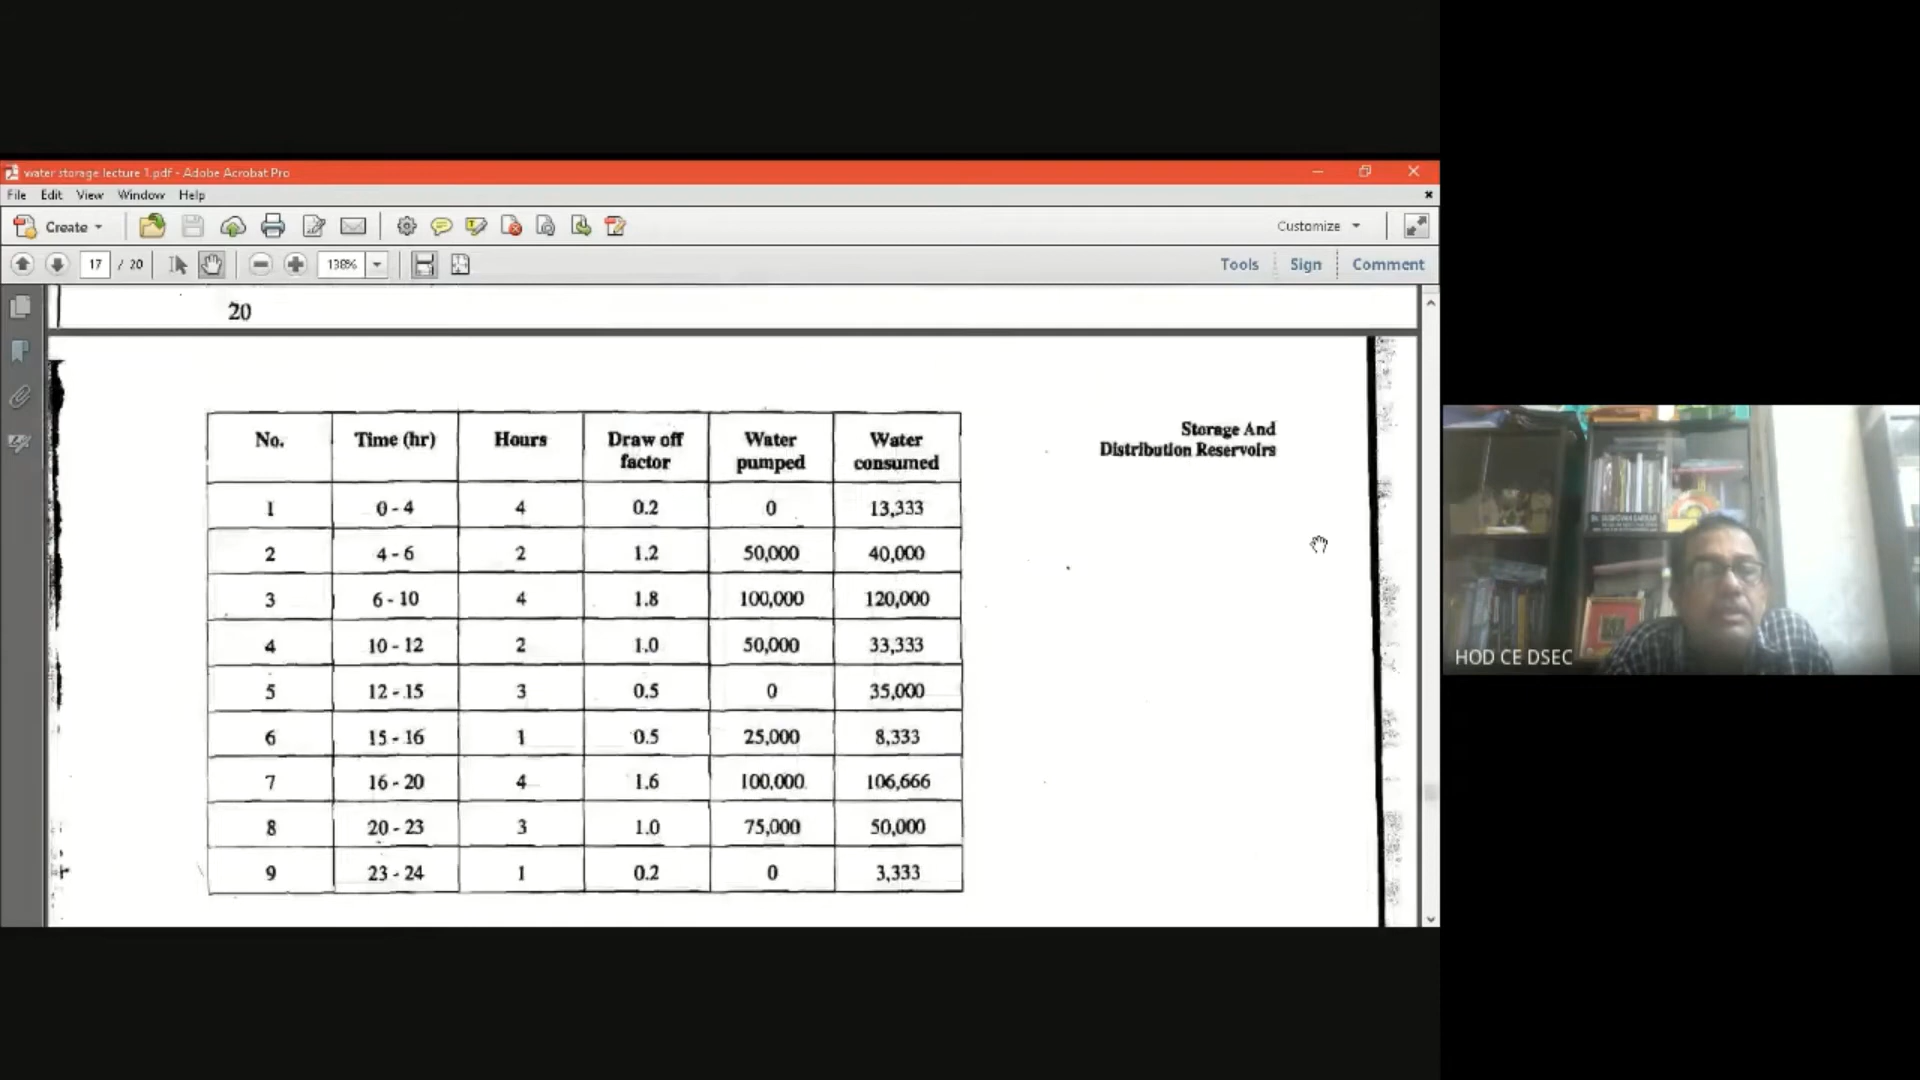 water storage lecture 1.pdf - Adobe Acrobat Pro
File Edit View Window Help
Create
Customize
17 / 20
138%
Tools Sign Comment
20
Storage And
Distribution Reservoirs
No. Time (hr) Hours Draw off factor Water pumped Water consumed
1 0 - 4 4 0.2 0 13,333
2 4 - 6 2 1.2 50,000 40,000
3 6 - 10 4 1.8 100,000 120,000
4 10 - 12 2 1.0 50,000 33,333
5 12 - 15 3 0.5 0 35,000
6 15 - 16 1 0.5 25,000 8,333
7 16 - 20 4 1.6 100,000 106,666
8 20 - 23 3 1.0 75,000 50,000
9 23 - 24 1 0.2 0 3,333
HOD CE DSEC